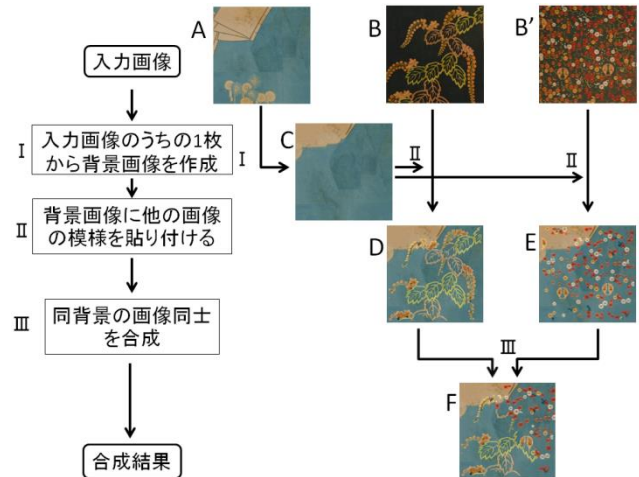 入力画像
Ⅰ
入力画像のうちの1枚
から背景画像を作成
Ⅱ
背景画像に他の画像
の模様を貼り付ける
Ⅲ
同背景の画像同士
を合成
合成結果
A
B
B’
Ⅰ
C
Ⅱ
Ⅱ
D
E
Ⅲ
F